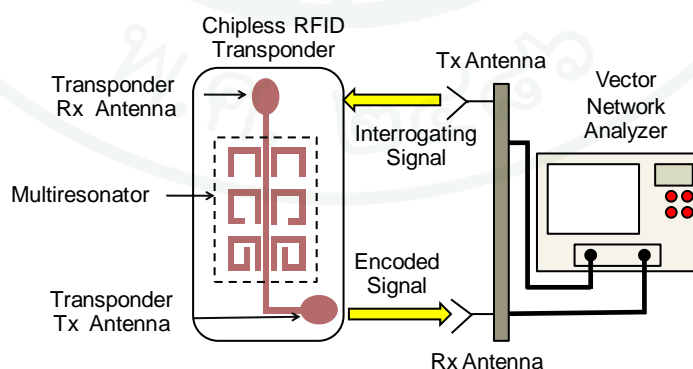 Chipless RFID
Transponder
Tx Antenna
Transponder
Rx Antenna
Vector
Network
Analyzer
Interrogating
Signal
Multiresonator
Encoded
Signal
Transponder
Tx Antenna
Rx Antenna